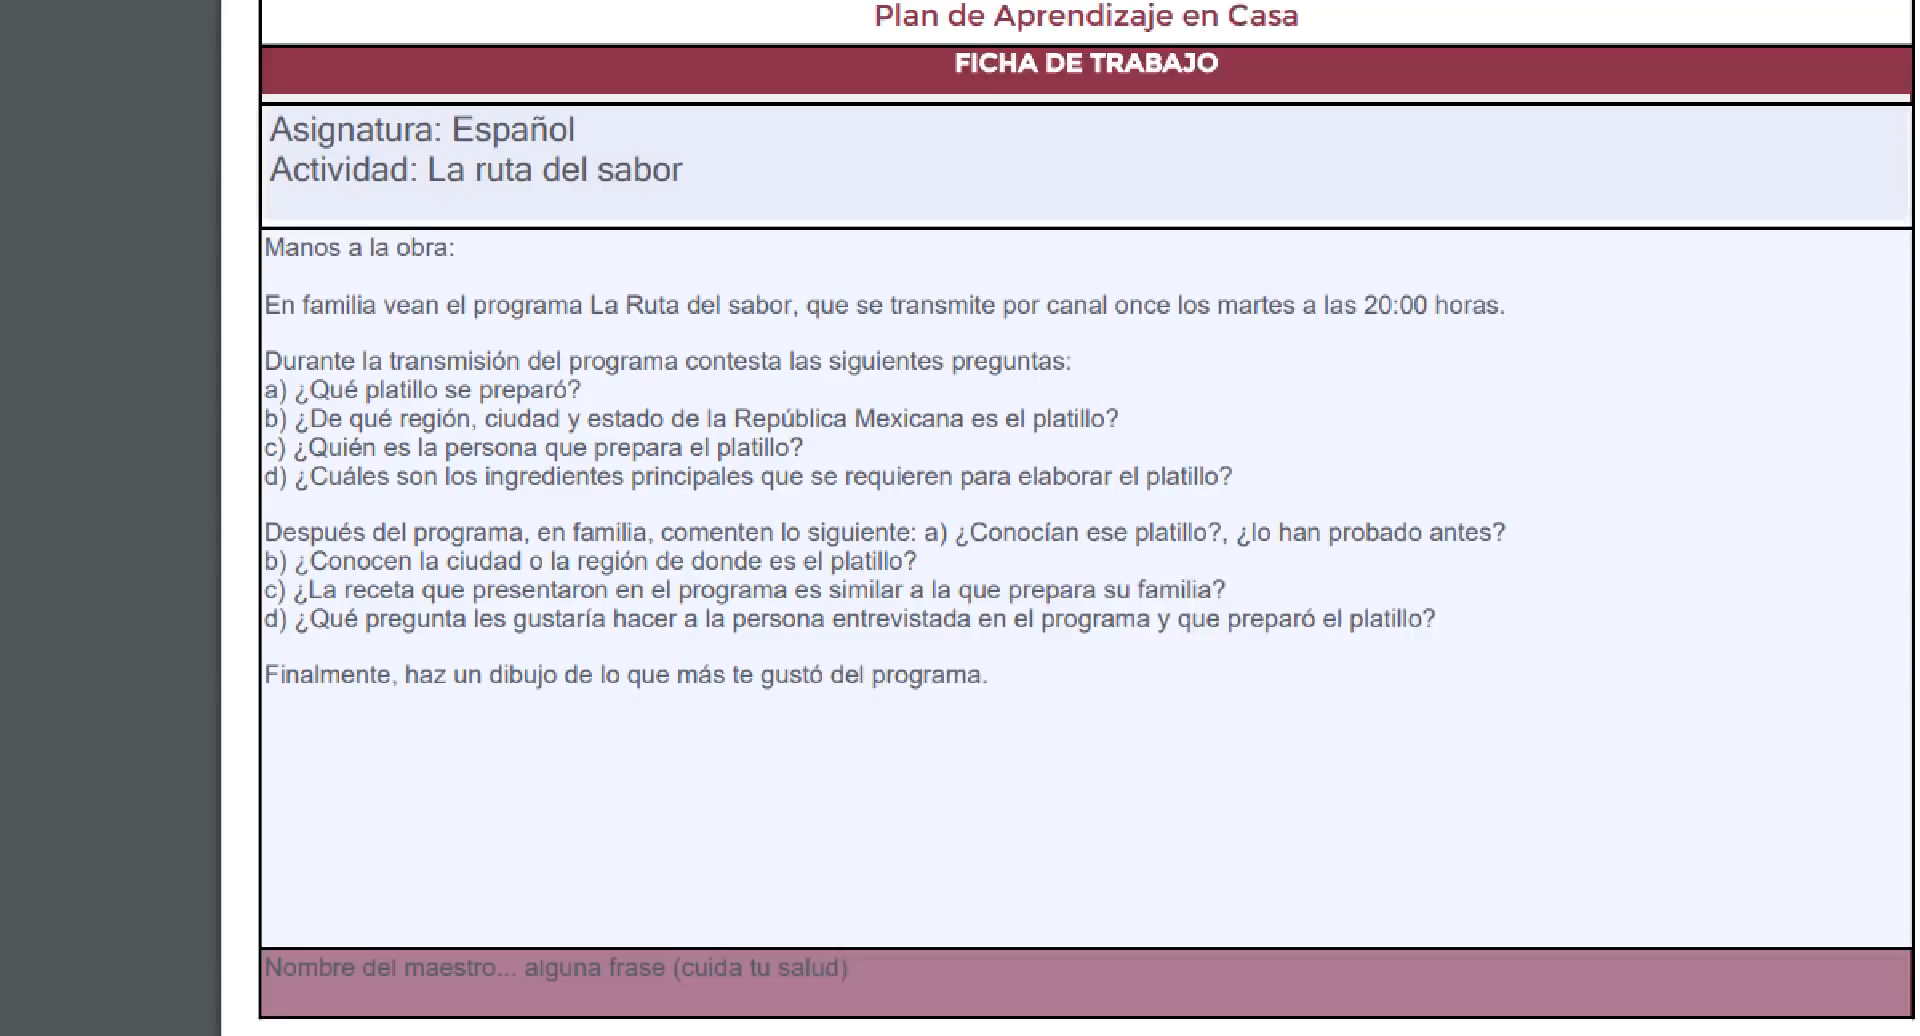 Plan de Aprendizaje en Casa
FICHA DE TRABAJO
Asignatura: Español
Actividad: La ruta del sabor
Manos a la obra:
En familia vean el programa La Ruta del sabor, que se transmite por canal once los martes a las 20:00 horas.
Durante la transmisión del programa contesta las siguientes preguntas:
a) ¿Qué platillo se preparó?
b) ¿De qué región, ciudad y estado de la República Mexicana es el platillo?
c) ¿Quién es la persona que prepara el platillo?
d) ¿Cuáles son los ingredientes principales que se requieren para elaborar el platillo?
Después del programa, en familia, comenten lo siguiente: a) ¿Conocían ese platillo?, ¿lo han probado antes?
b) ¿Conocen la ciudad o la región de donde es el platillo?
c) ¿La receta que presentaron en el programa es similar a la que prepara su familia?
d) ¿Qué pregunta les gustaría hacer a la persona entrevistada en el programa y que preparó el platillo?
Finalmente, haz un dibujo de lo que más te gustó del programa.
Nombre del maestro... alguna frase (cuida tu salud)